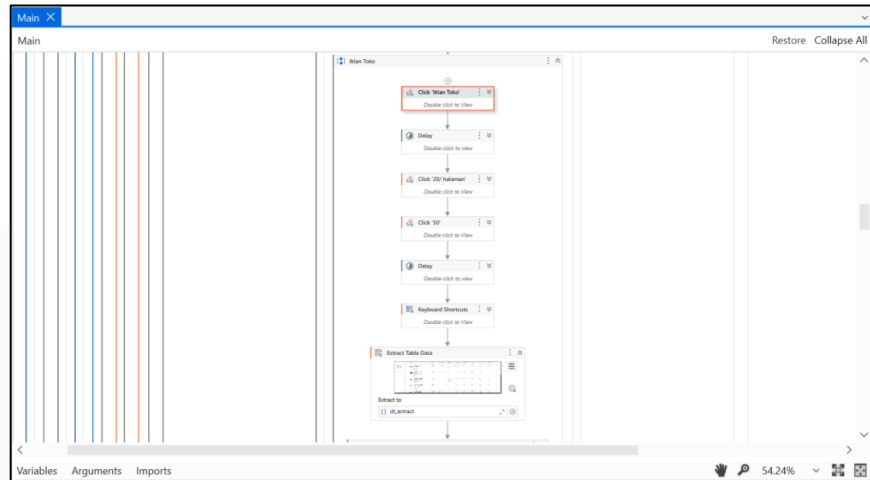 Main
Main Restore Collapse All
Iklan Toko
Click 'Iklan Toko'
Double click to View
Delay
Double-click to view
Click '20/ halaman'
Double click to View
Click '50'
Double click to View
Delay
Double-click to view
Keyboard Shortcuts
Double click to View
Extract Table Data
Extract to
dt_extract
Variables Arguments Imports 54.24%